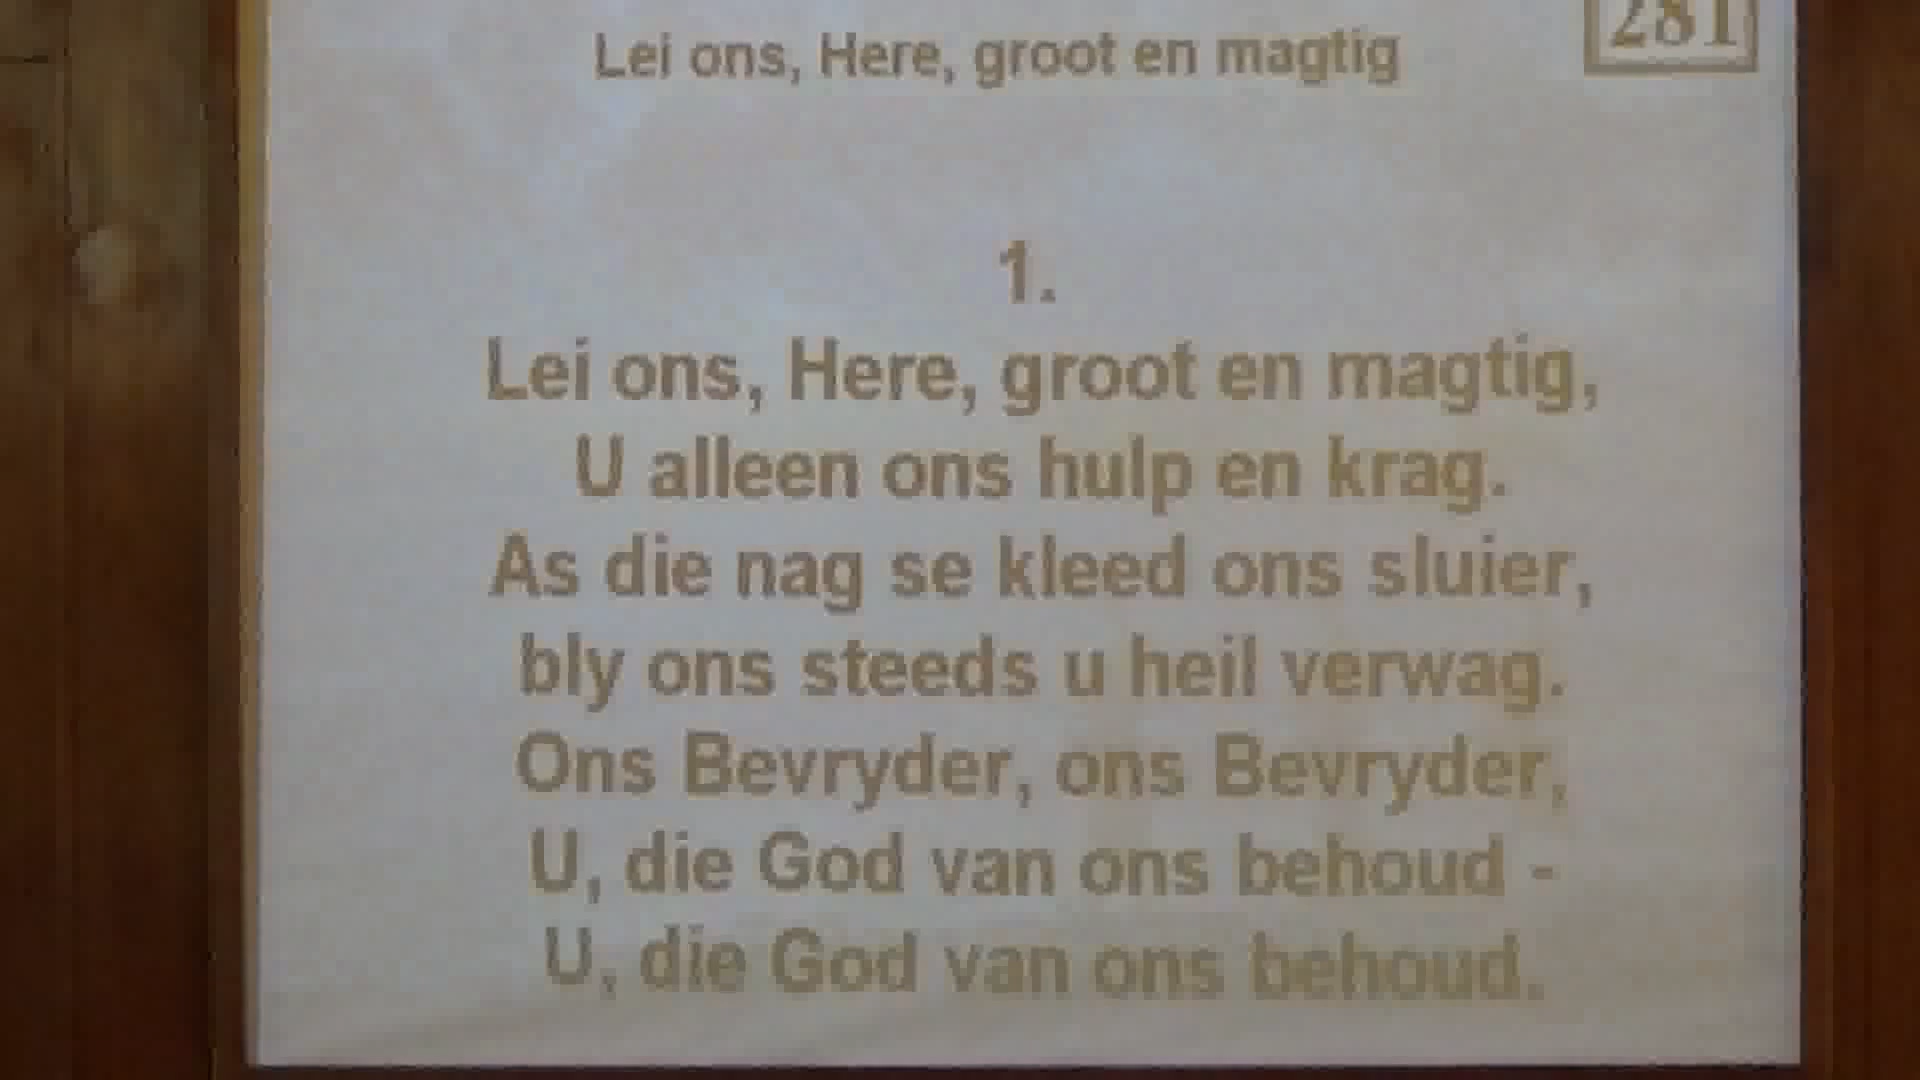 Lei ons, Here, groot en magtig
281
1.
Lei ons, Here, groot en magtig,
U alleen ons hulp en krag.
As die nag se kleed ons sluier,
bly ons steeds u heil verwag.
Ons Bevryder, ons Bevryder,
U, die God van ons behoud -
U, die God van ons behoud.